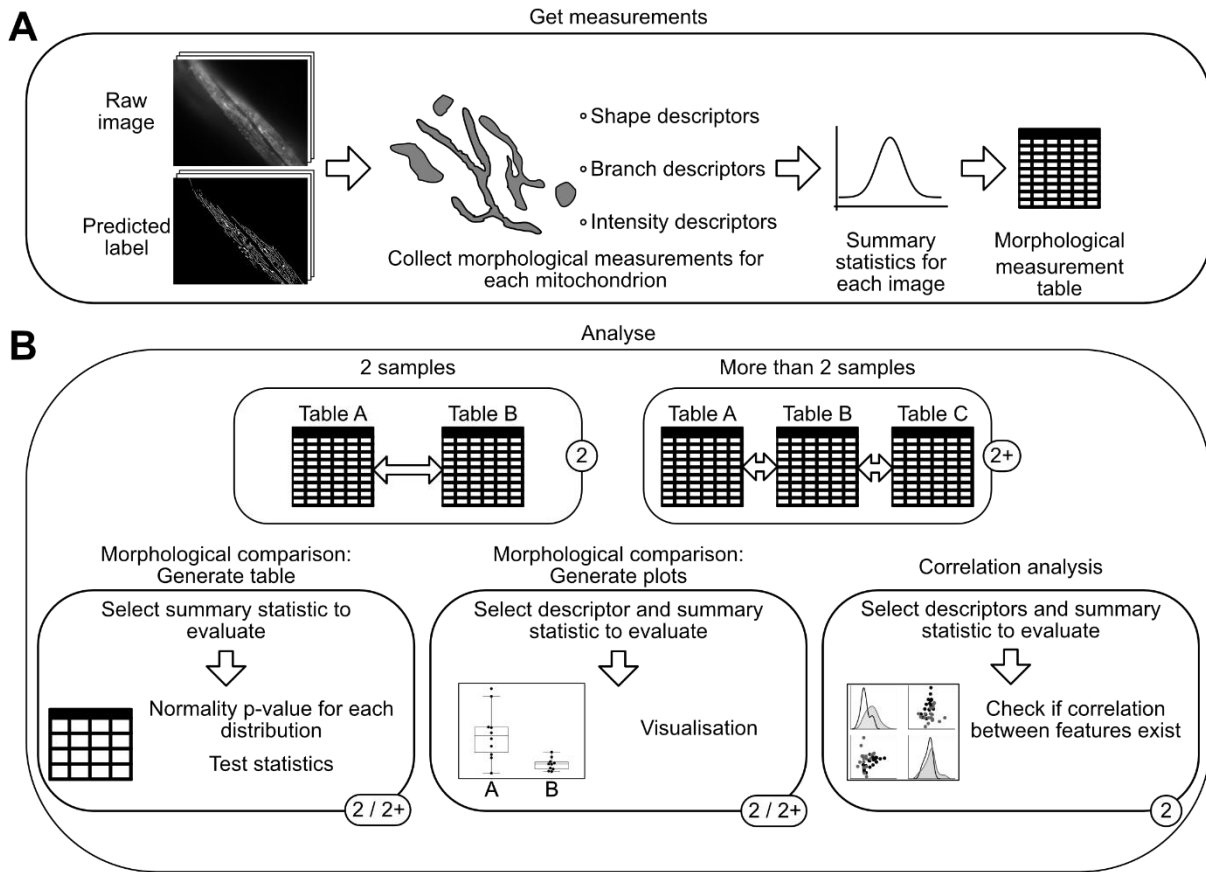 A
Get measurements
Raw
image
Predicted
label
Shape descriptors
Branch descriptors
Intensity descriptors
Collect morphological measurements for
each mitochondrion
Summary
statistics for
each image
Morphological
measurement
table
B
Analyse
2 samples
Table A
Table B
2
More than 2 samples
Table A
Table B
Table C
2+
Morphological comparison:
Generate table
Select summary statistic to
evaluate
Normality p-value for each
distribution
Test statistics
2 / 2+
Morphological comparison:
Generate plots
Select descriptor and summary
statistic to evaluate
Visualisation
A
B
2 / 2+
Correlation analysis
Select descriptors and summary
statistic to evaluate
Check if correlation
between features exist
2